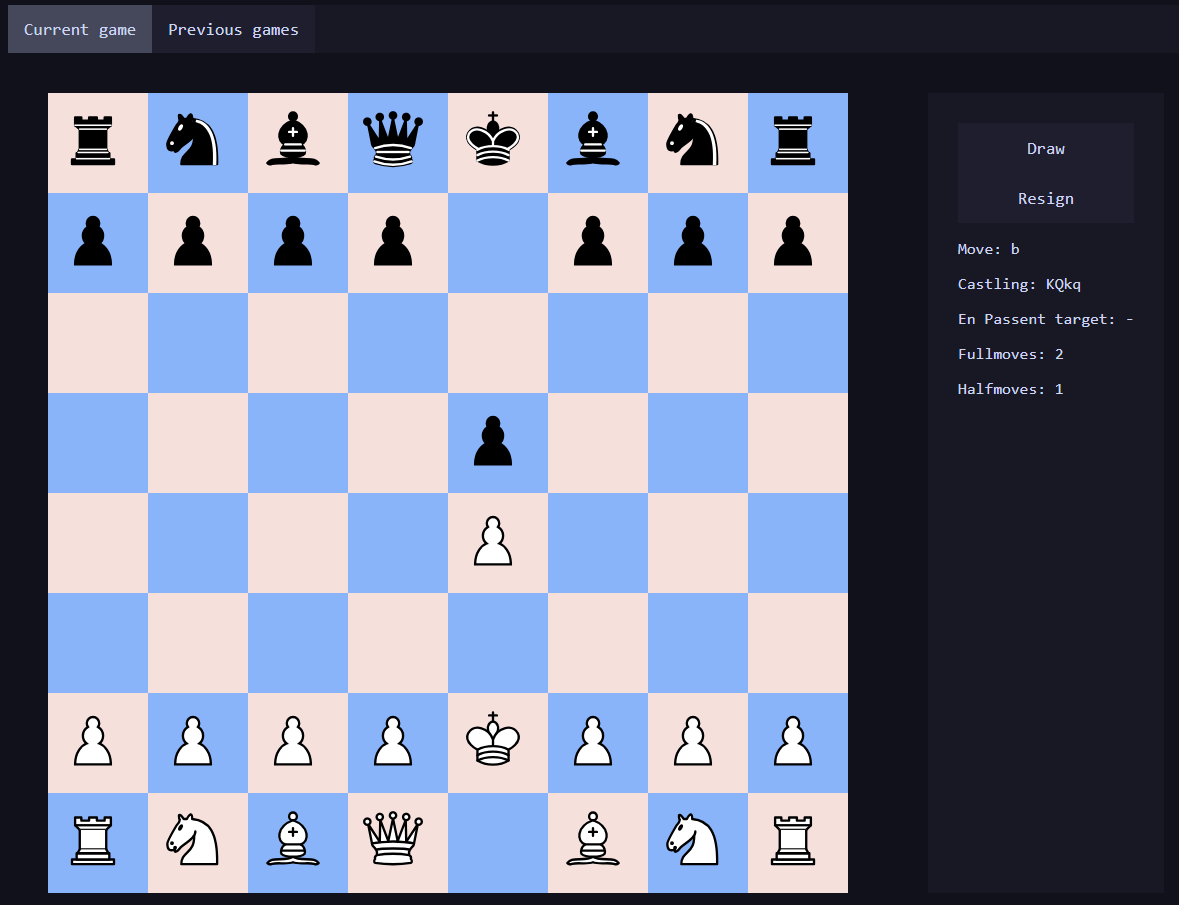 Current game Previous games
Draw
Resign
Move: b
Castling: KQkq
En Passent target: -
Fullmoves: 2
Halfmoves: 1